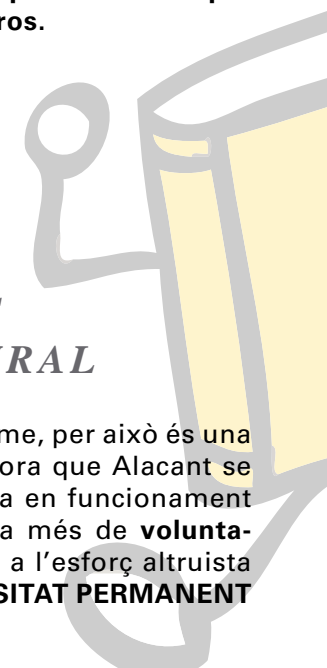 ros.
RAL
me, per això és una
ora que Alacant se
a en funcionament
a més de volunta-
a l'esforç altruista
SITAT PERMANENT